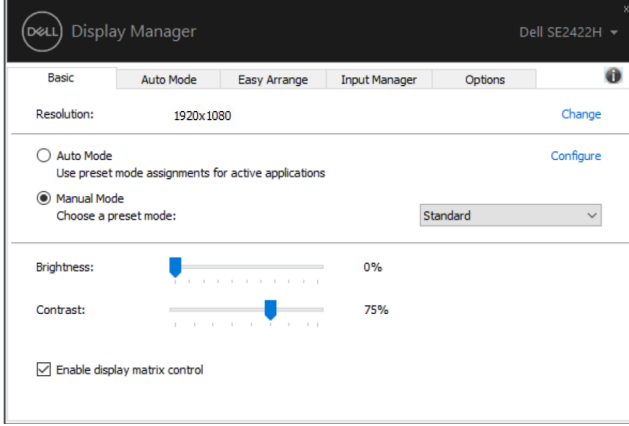 DELL Display Manager
Dell SE2422H
Basic Auto Mode Easy Arrange Input Manager Options
Resolution: 1920x1080 Change
Auto Mode Configure
Use preset mode assignments for active applications
Manual Mode
Choose a preset mode: Standard
Brightness: 0%
Contrast: 75%
Enable display matrix control